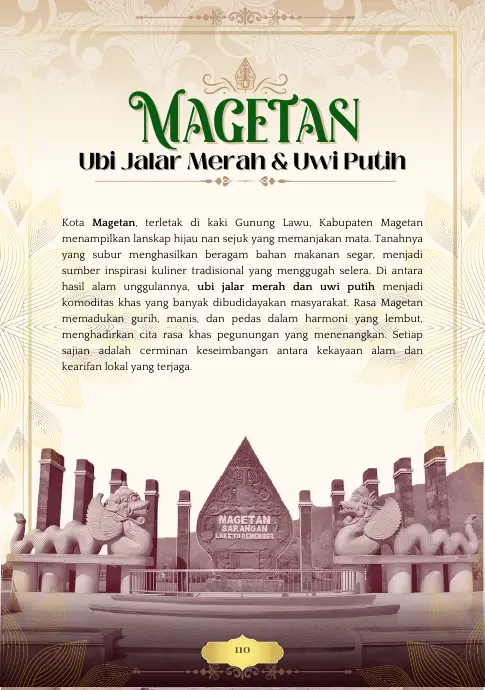 MAGETAN
Ubi Jalar Merah & Uwi Putih
Kota Magetan, terletak di kaki Gunung Lawu, Kabupaten Magetan
menampilkan lanskap hijau nan sejuk yang memanjakan mata. Tanahnya
yang subur menghasilkan beragam bahan makanan segar, menjadi
sumber inspirasi kuliner tradisional yang menggugah selera. Di antara
hasil alam unggulannya, ubi jalar merah dan uwi putih menjadi
komoditas khas yang banyak dibudidayakan masyarakat. Rasa Magetan
memadukan gurih, manis, dan pedas dalam harmoni yang lembut,
menghadirkan cita rasa khas pegunungan yang menenangkan. Setiap
sajian adalah cerminan keseimbangan antara kekayaan alam dan
kearifan lokal yang terjaga.
MAGETAN
SARANGAN
LAKE TO REMEMBER
110